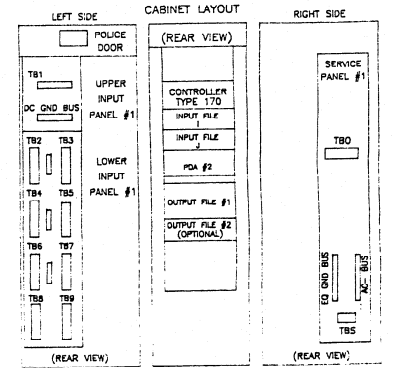 CABINET LAYOUT
LEFT SIDE
POLICE
DOOR
TB1
DC GND BUS
UPPER
INPUT
PANEL #1
TB2 TB3
LOWER
INPUT
PANEL #1
TB4 TB5
TB6 TB7
TB8 TB9
(REAR VIEW)
(REAR VIEW)
CONTROLLER
TYPE 170
INPUT FILE
I
INPUT FILE
J
PDA #2
OUTPUT FILE #1
OUTPUT FILE #2
(OPTIONAL)
RIGHT SIDE
SERVICE
PANEL #1
TBO
EQ GND BUS
AC- BUS
TBS
(REAR VIEW)